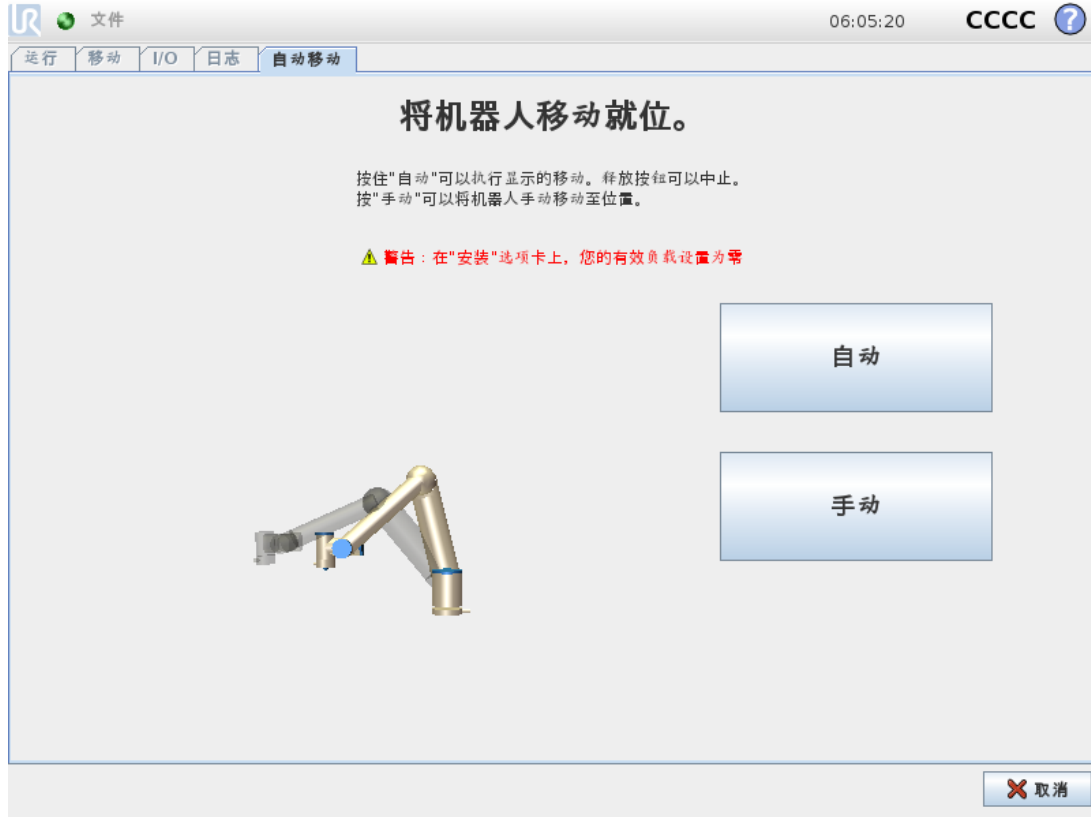 UR
文件
06:05:20
CCCC
?
运行
移动
I/O
日志
自动移动
将机器人移动就位。
按住"自动"可以执行显示的移动。释放按钮可以中止。
按"手动"可以将机器人手动移动至位置。
警告：在"安装"选项卡上，您的有效负载设置为零
自动
手动
取消